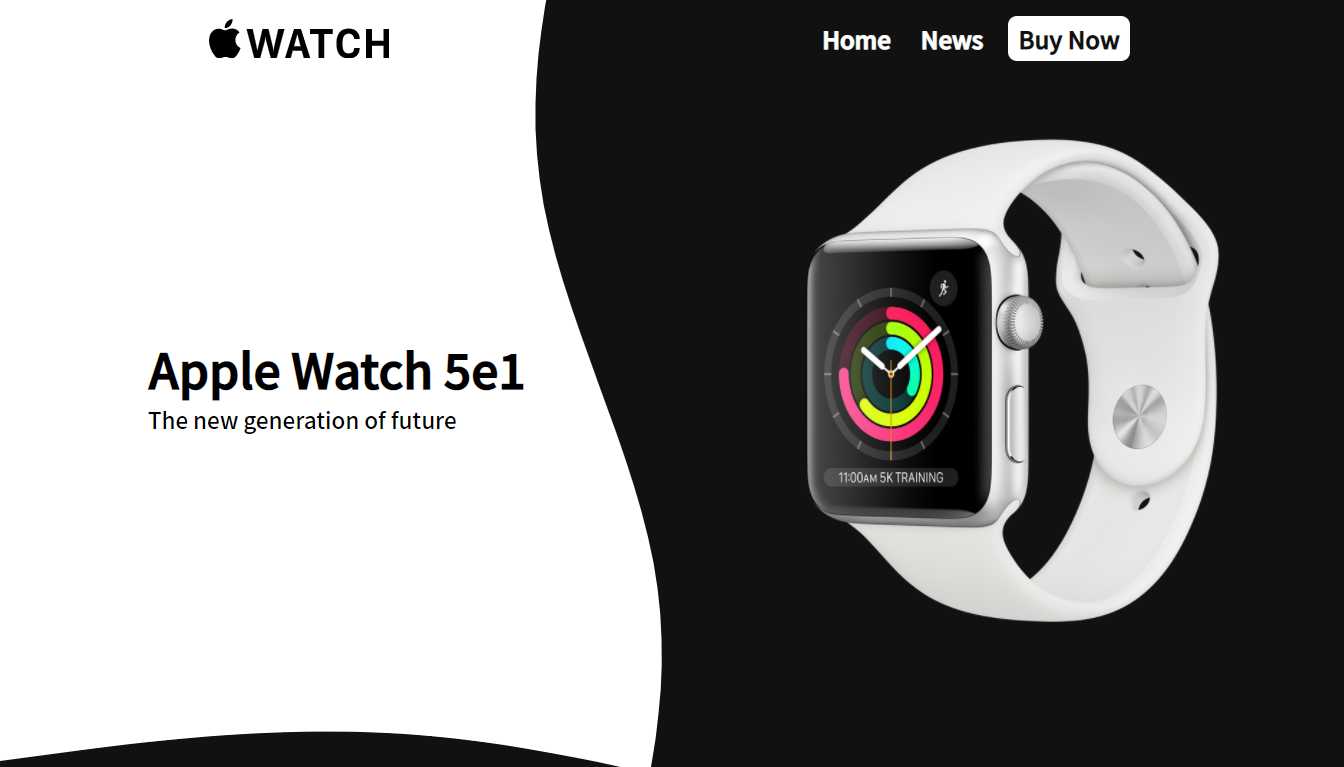 WATCH
Home News Buy Now
Apple Watch 5e1
The new generation of future
11:00AM 5K TRAINING